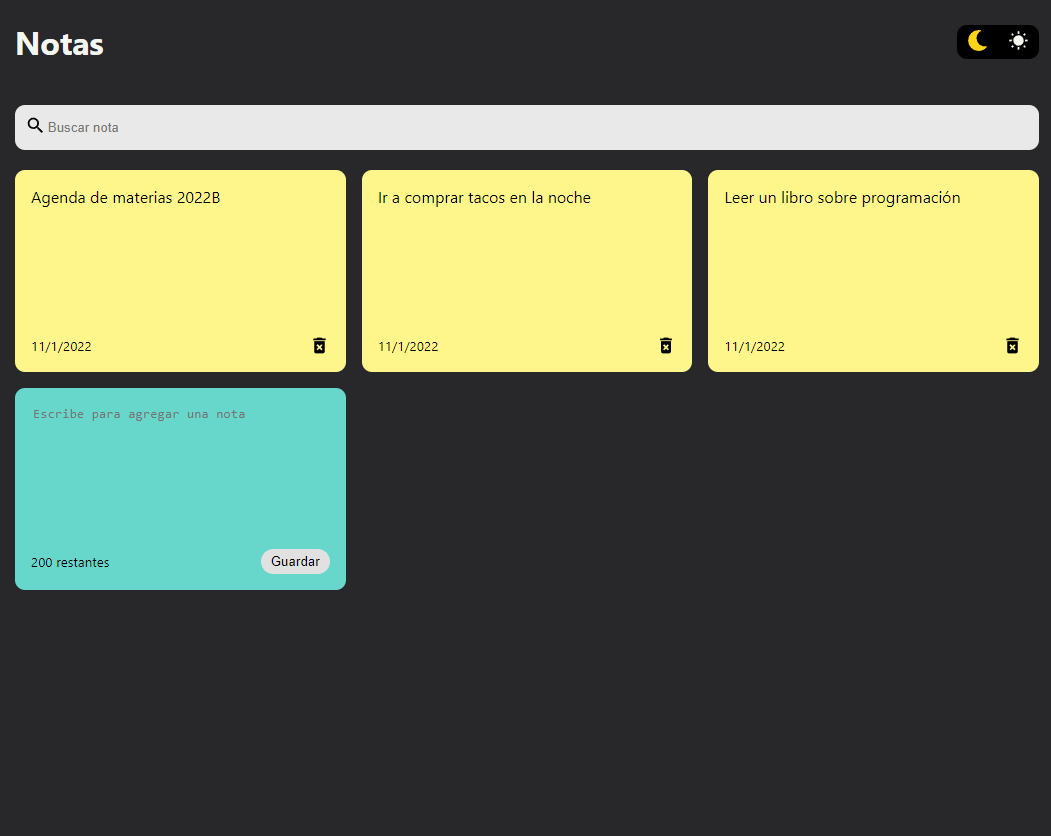 Notas
Buscar nota
Agenda de materias 2022B
11/1/2022
Ir a comprar tacos en la noche
11/1/2022
Leer un libro sobre programación
11/1/2022
Escribe para agregar una nota
200 restantes
Guardar